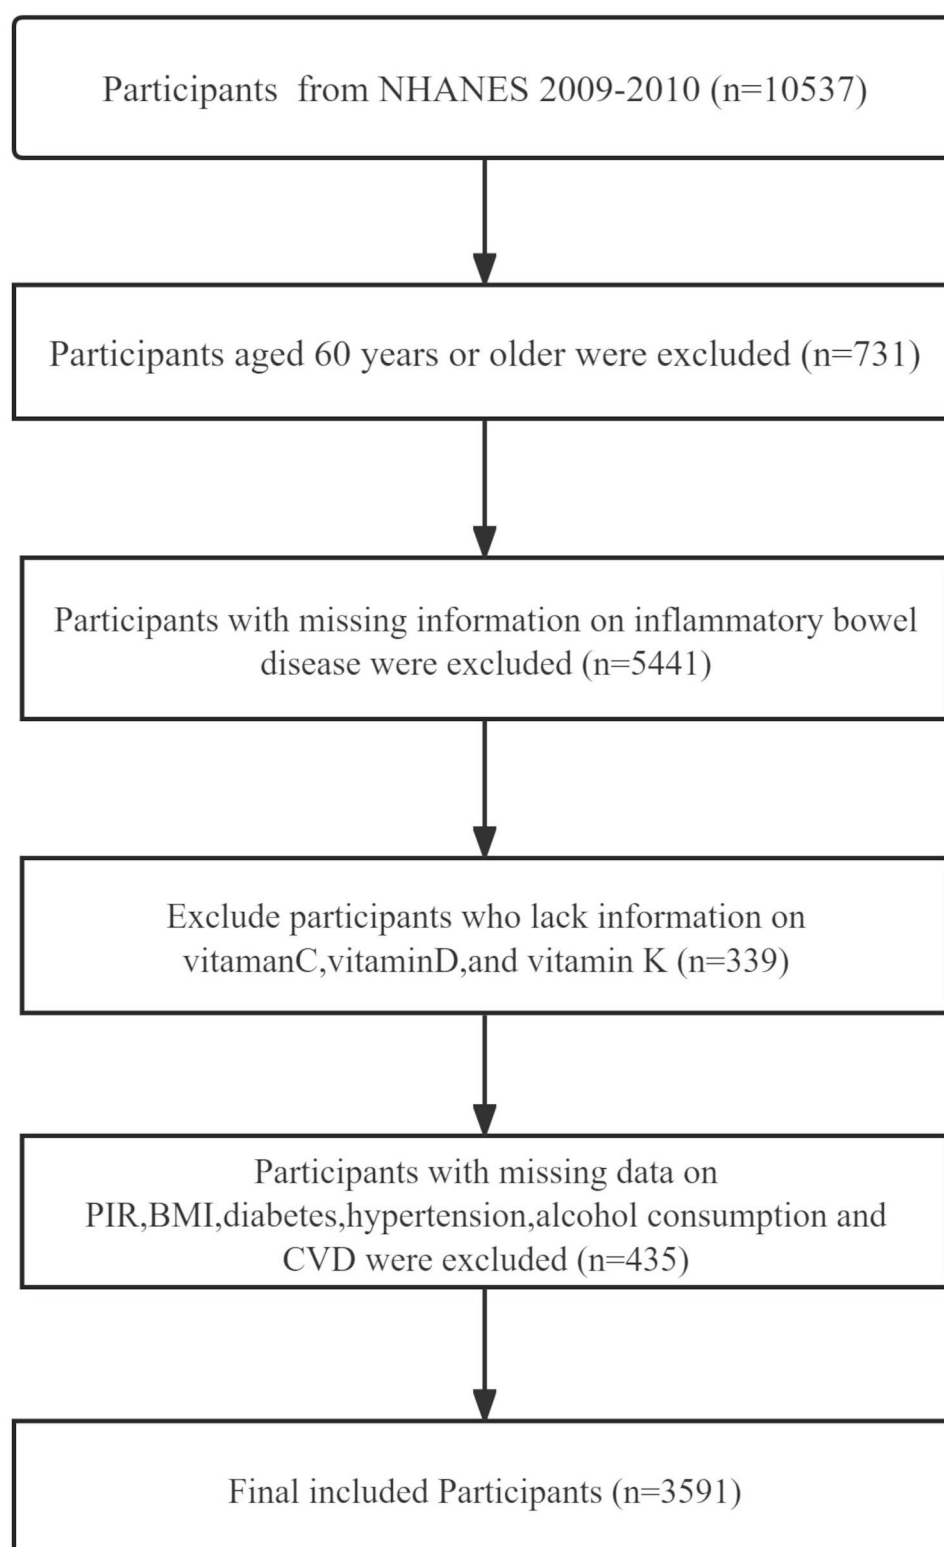 Participants  from NHANES 2009-2010 (n=10537)
Participants aged 60 years or older were excluded (n=731)
Participants with missing information on inflammatory bowel
disease were excluded (n=5441)
Exclude participants who lack information on
vitamanC,vitaminD,and vitamin K (n=339)
Participants with missing data on
PIR,BMI,diabetes,hypertension,alcohol consumption and
CVD were excluded (n=435)
Final included Participants (n=3591)